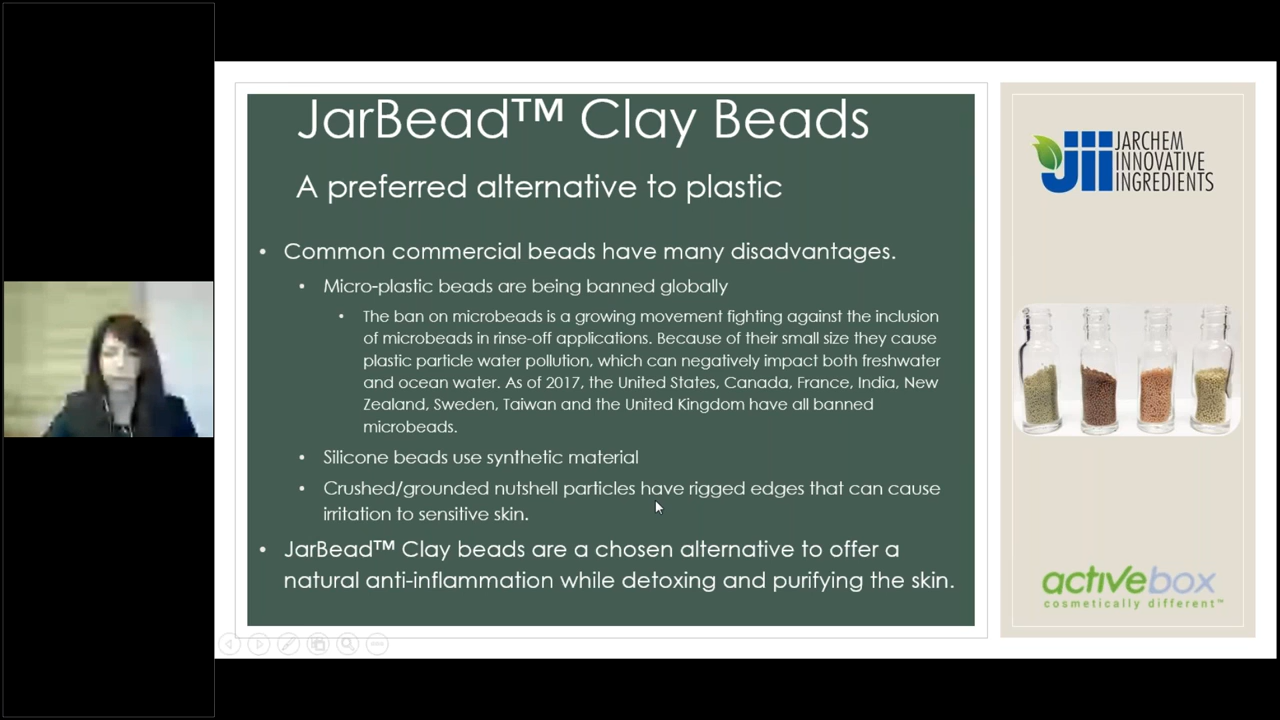 JarBead™ Clay Beads
A preferred alternative to plastic
• Common commercial beads have many disadvantages.
• Micro-plastic beads are being banned globally
• The ban on microbeads is a growing movement fighting against the inclusion
of microbeads in rinse-off applications. Because of their small size they cause
plastic particle water pollution, which can negatively impact both freshwater
and ocean water. As of 2017, the United States, Canada, France, India, New
Zealand, Sweden, Taiwan and the United Kingdom have all banned
microbeads.
• Silicone beads use synthetic material
• Crushed/grounded nutshell particles have rigged edges that can cause
irritation to sensitive skin.
• JarBead™ Clay beads are a chosen alternative to offer a
natural anti-inflammation while detoxing and purifying the skin.
jii JARCHEM
INNOVATIVE
INGREDIENTS
activebox
cosmetically different™